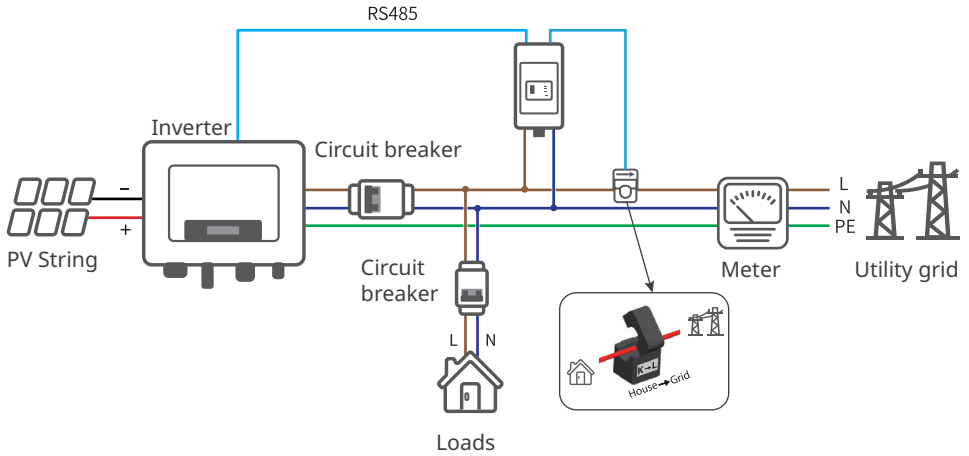 RS485
Inverter
Circuit breaker
–
+
PV String
L
N
PE
Circuit
breaker
Meter
Utility grid
L N
K→L
House→Grid
Loads